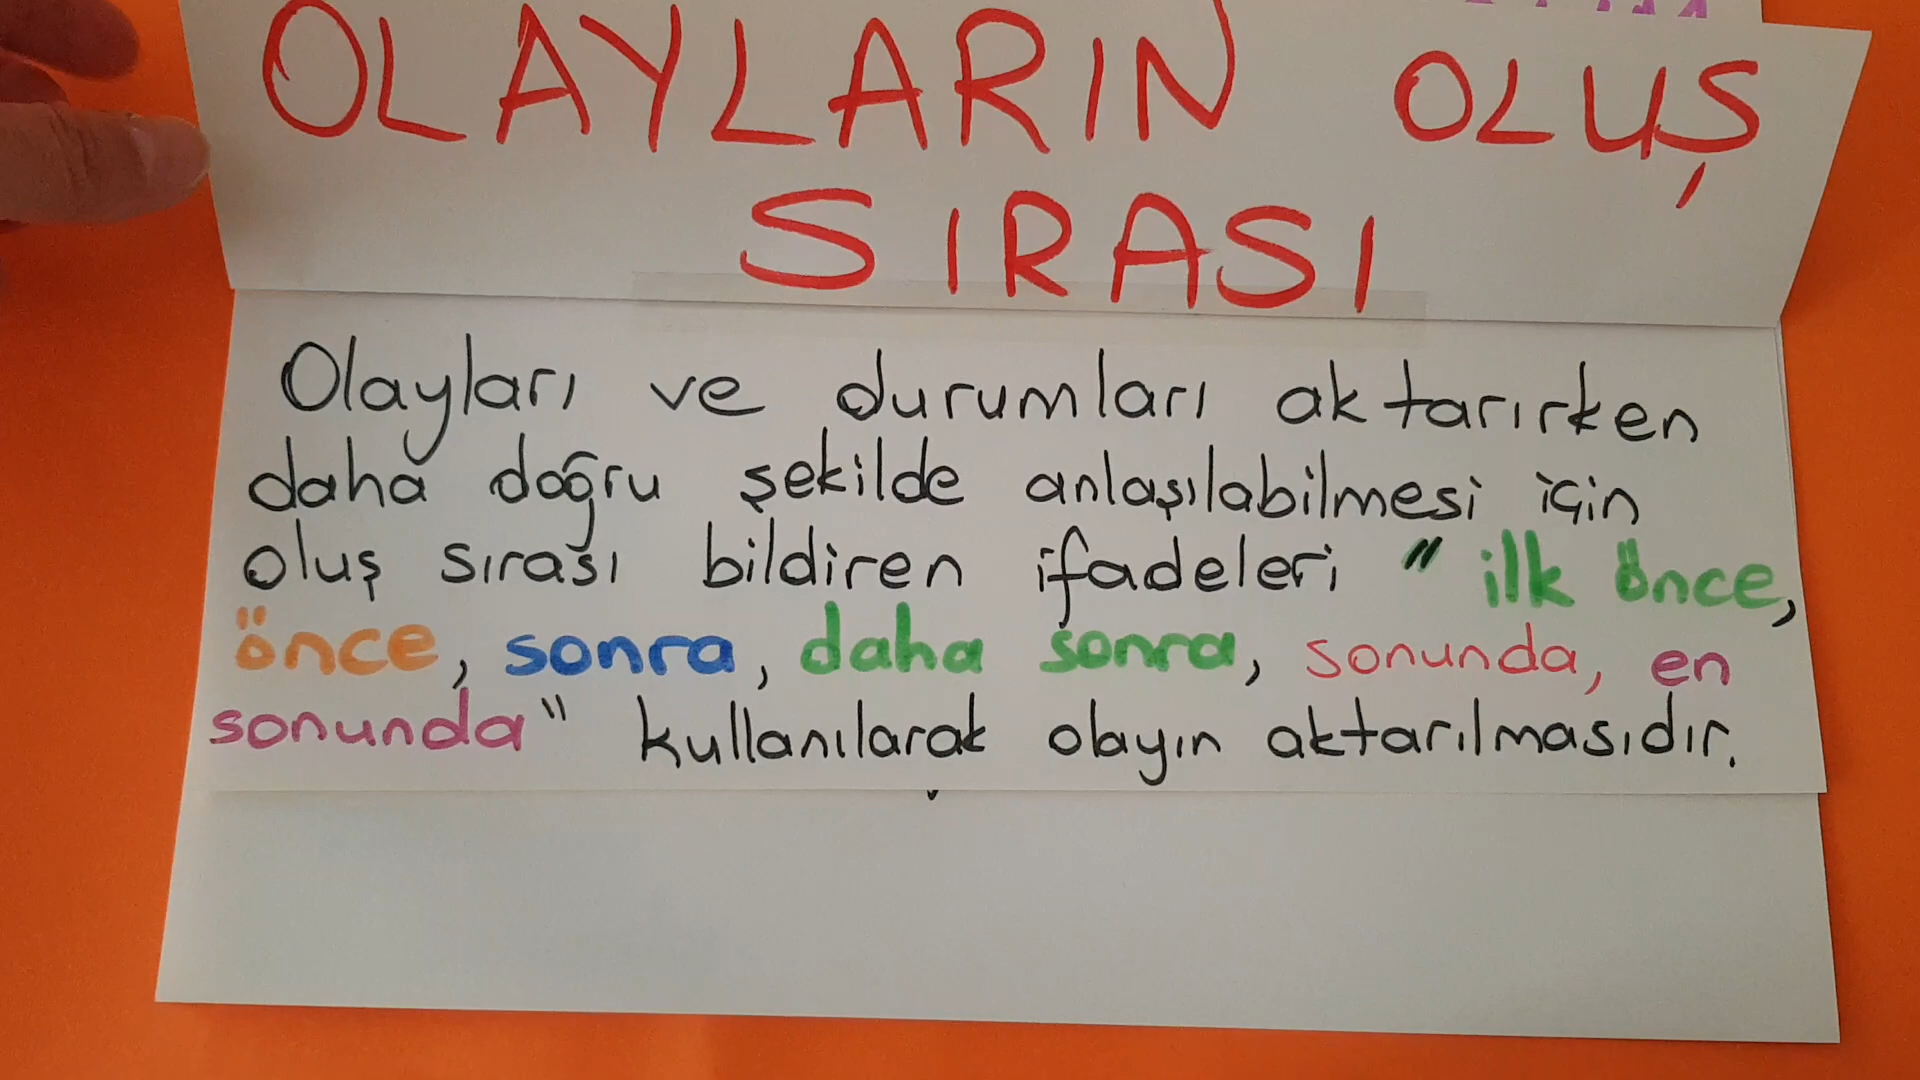 OLAYLARIN OLUŞ
SIRASI
Olayları ve durumları aktarırken
daha doğru şekilde anlaşılabilmesi için
oluş sırası bildiren ifadeleri "ilk önce,
önce, sonra, daha sonra, sonunda, en
sonunda" kullanılarak olayın aktarılmasıdır.